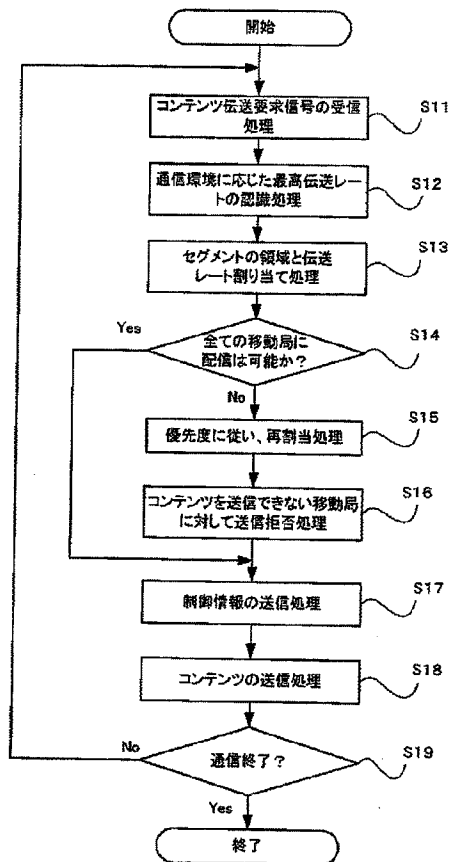 開始
コンテンツ伝送要求信号の受信
処理
S11
通信環境に応じた最高伝送レー
トの認識処理
S12
セグメントの領域と伝送
レート割り当て処理
S13
Yes
全ての移動局に
配信は可能か？
S14
No
優先度に従い、再割当処理
S15
コンテンツを送信できない移動局
に対して送信拒否処理
S16
制御情報の送信処理
S17
コンテンツの送信処理
S18
No
通信終了？
S19
Yes
終了